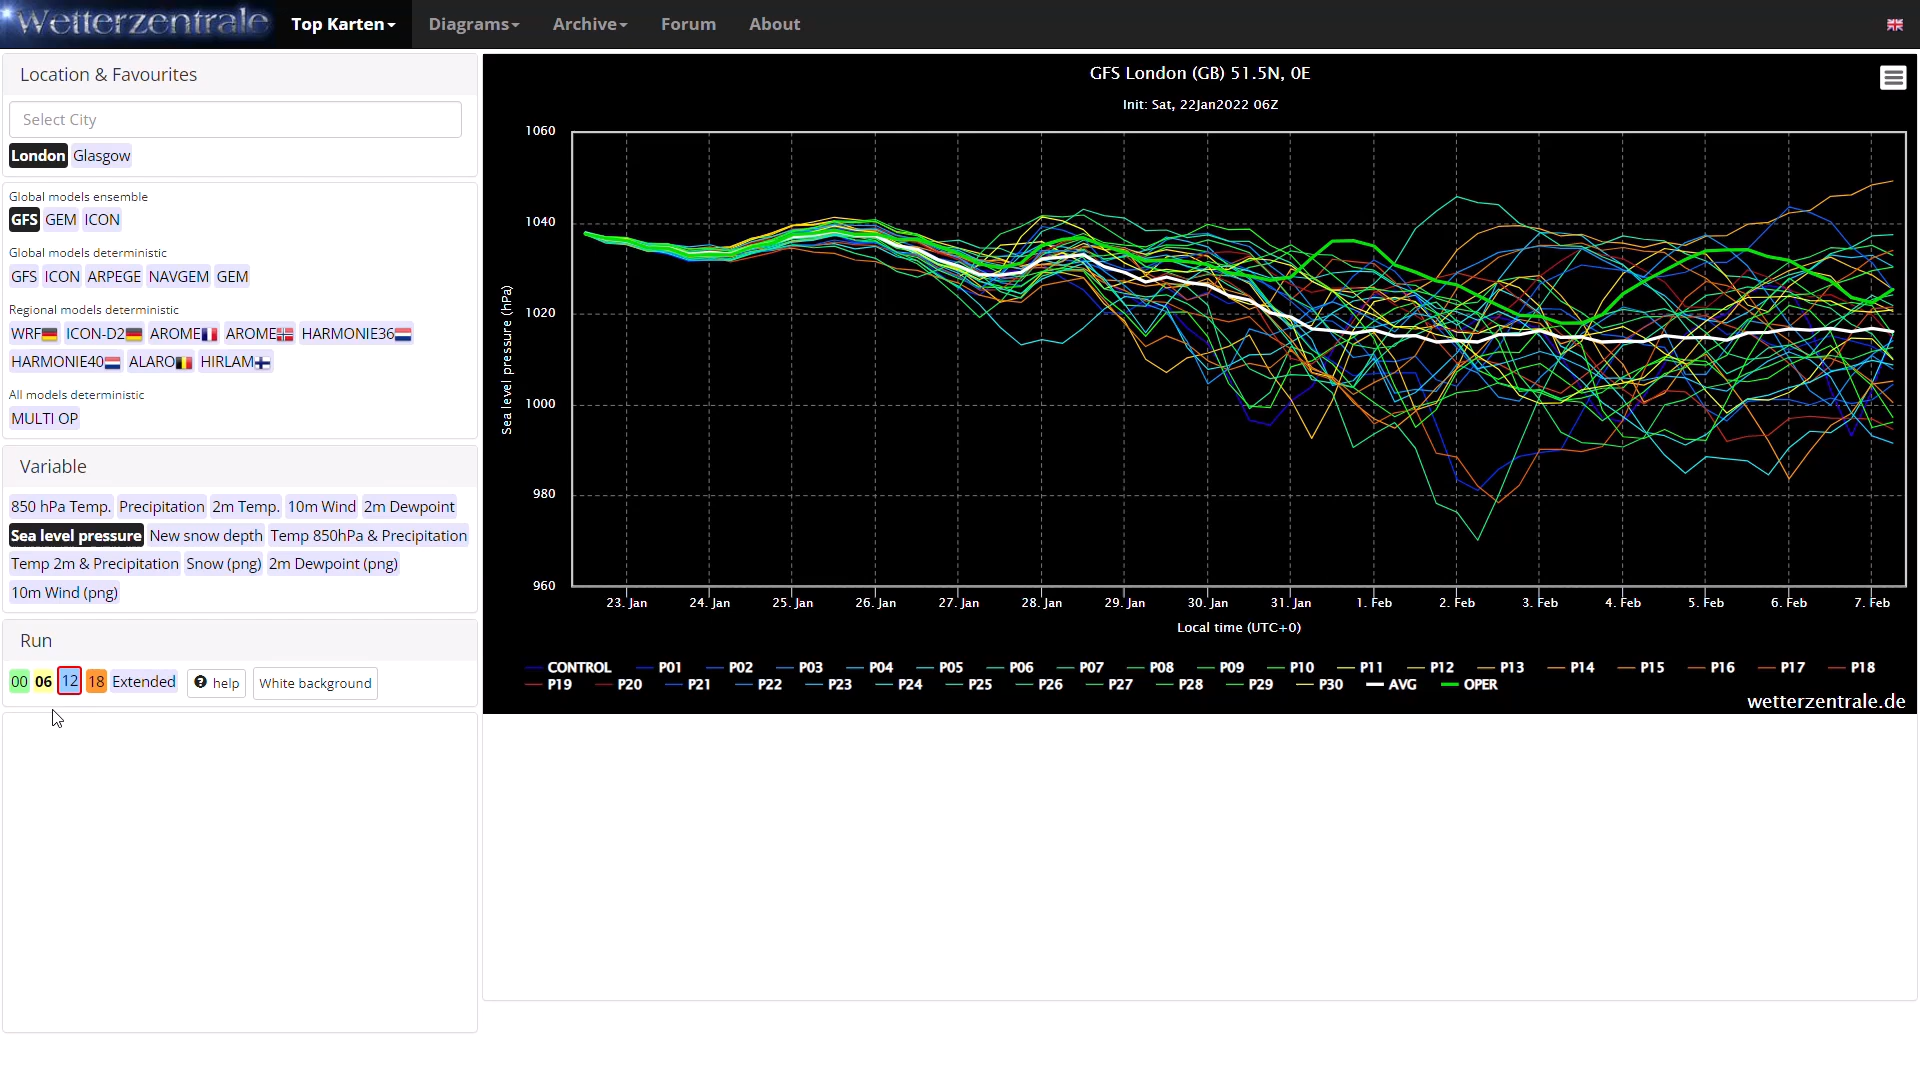 Wetterzentrale Top Karten Diagrams Archive Forum About
Location & Favourites
Select City
London Glasgow
Global models ensemble
GFS GEM ICON
Global models deterministic
GFS ICON ARPEGE NAVGEM GEM
Regional models deterministic
WRF ICON-D2 AROME AROME HARMONIE36
HARMONIE40 ALARO HIRLAM
All models deterministic
MULTI OP
Variable
850 hPa Temp. Precipitation 2m Temp. 10m Wind 2m Dewpoint
Sea level pressure New snow depth Temp 850hPa & Precipitation
Temp 2m & Precipitation Snow (png) 2m Dewpoint (png)
10m Wind (png)
Run
00 06 12 18 Extended ? help White background
GFS London (GB) 51.5N, 0E
Init: Sat, 22Jan2022 06Z
Sea level pressure (hPa)
1060
1040
1020
1000
980
960
23. Jan 24. Jan 25. Jan 26. Jan 27. Jan 28. Jan 29. Jan 30. Jan 31. Jan 1. Feb 2. Feb 3. Feb 4. Feb 5. Feb 6. Feb 7. Feb
Local time (UTC+0)
CONTROL P01 P02 P03 P04 P05 P06 P07 P08 P09 P10 P11 P12 P13 P14 P15 P16 P17 P18
P19 P20 P21 P22 P23 P24 P25 P26 P27 P28 P29 P30 AVG OPER
wetterzentrale.de